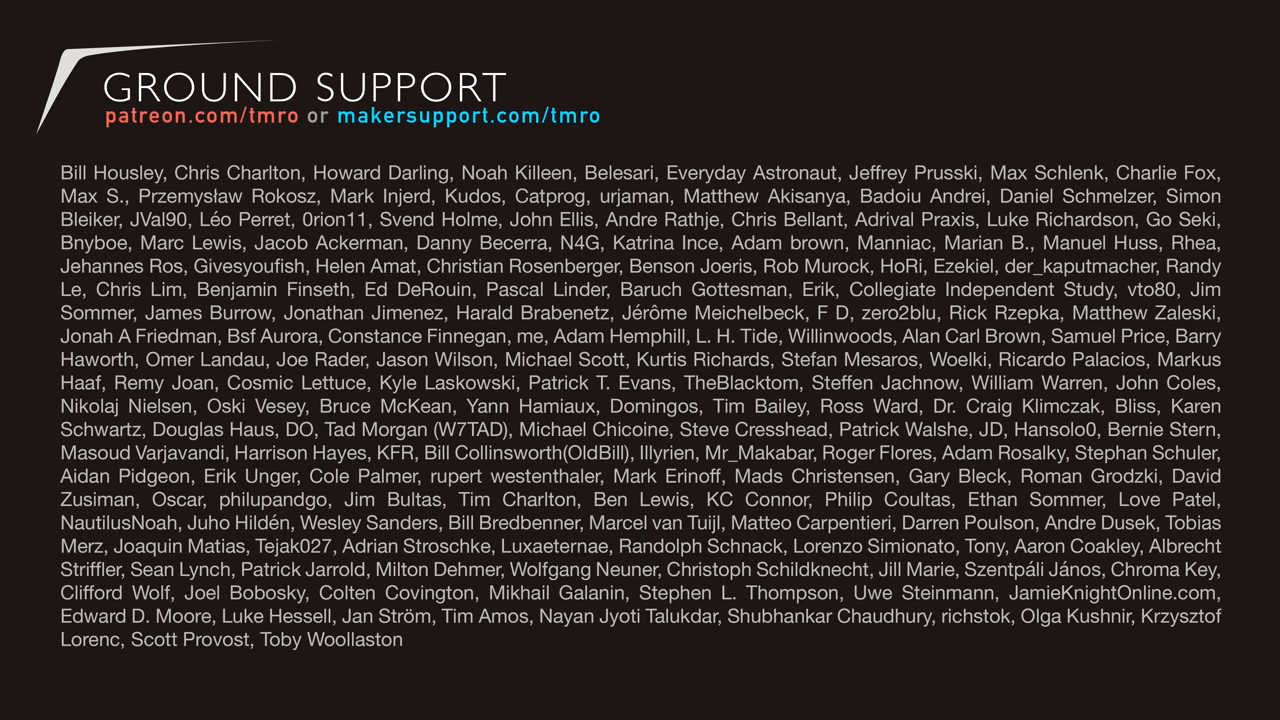 GROUND SUPPORT
patreon.com/tmro or makersupport.com/tmro
Bill Housley, Chris Charlton, Howard Darling, Noah Killeen, Belesari, Everyday Astronaut, Jeffrey Prusski, Max Schlenk, Charlie Fox,
Max S., Przemysław Rokosz, Mark Injerd, Kudos, Catprog, urjaman, Matthew Akisanya, Badoiu Andrei, Daniel Schmelzer, Simon
Bleiker, JVal90, Léo Perret, 0rion11, Svend Holme, John Ellis, Andre Rathje, Chris Bellant, Adrival Praxis, Luke Richardson, Go Seki,
Bnyboe, Marc Lewis, Jacob Ackerman, Danny Becerra, N4G, Katrina Ince, Adam brown, Manniac, Marian B., Manuel Huss, Rhea,
Jehannes Ros, Givesyoufish, Helen Amat, Christian Rosenberger, Benson Joeris, Rob Murock, HoRi, Ezekiel, der_kaputmacher, Randy
Le, Chris Lim, Benjamin Finseth, Ed DeRouin, Pascal Linder, Baruch Gottesman, Erik, Collegiate Independent Study, vto80, Jim
Sommer, James Burrow, Jonathan Jimenez, Harald Brabenetz, Jérôme Meichelbeck, F D, zero2blu, Rick Rzepka, Matthew Zaleski,
Jonah A Friedman, Bsf Aurora, Constance Finnegan, me, Adam Hemphill, L. H. Tide, Willinwoods, Alan Carl Brown, Samuel Price, Barry
Haworth, Omer Landau, Joe Rader, Jason Wilson, Michael Scott, Kurtis Richards, Stefan Mesaros, Woelki, Ricardo Palacios, Markus
Haaf, Remy Joan, Cosmic Lettuce, Kyle Laskowski, Patrick T. Evans, TheBlacktom, Steffen Jachnow, William Warren, John Coles,
Nikolaj Nielsen, Oski Vesey, Bruce McKean, Yann Hamiaux, Domingos, Tim Bailey, Ross Ward, Dr. Craig Klimczak, Bliss, Karen
Schwartz, Douglas Haus, DO, Tad Morgan (W7TAD), Michael Chicoine, Steve Cresshead, Patrick Walshe, JD, Hansolo0, Bernie Stern,
Masoud Varjavandi, Harrison Hayes, KFR, Bill Collinsworth(OldBill), Illyrien, Mr_Makabar, Roger Flores, Adam Rosalky, Stephan Schuler,
Aidan Pidgeon, Erik Unger, Cole Palmer, rupert westenthaler, Mark Erinoff, Mads Christensen, Gary Bleck, Roman Grodzki, David
Zusiman, Oscar, philupandgo, Jim Bultas, Tim Charlton, Ben Lewis, KC Connor, Philip Coultas, Ethan Sommer, Love Patel,
NautilusNoah, Juho Hildén, Wesley Sanders, Bill Bredbenner, Marcel van Tuijl, Matteo Carpentieri, Darren Poulson, Andre Dusek, Tobias
Merz, Joaquin Matias, Tejak027, Adrian Stroschke, Luxaeternae, Randolph Schnack, Lorenzo Simionato, Tony, Aaron Coakley, Albrecht
Striffler, Sean Lynch, Patrick Jarrold, Milton Dehmer, Wolfgang Neuner, Christoph Schildknecht, Jill Marie, Szentpáli János, Chroma Key,
Clifford Wolf, Joel Bobosky, Colten Covington, Mikhail Galanin, Stephen L. Thompson, Uwe Steinmann, JamieKnightOnline.com,
Edward D. Moore, Luke Hessell, Jan Ström, Tim Amos, Nayan Jyoti Talukdar, Shubhankar Chaudhury, richstok, Olga Kushnir, Krzysztof
Lorenc, Scott Provost, Toby Woollaston